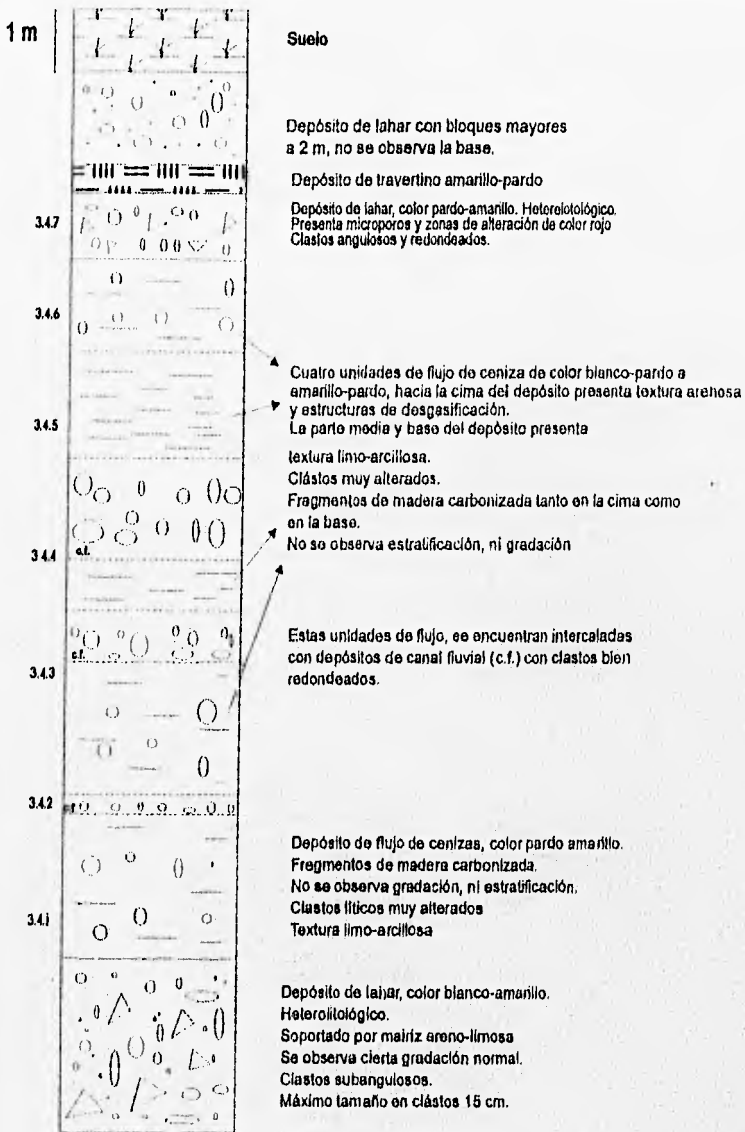 1 m
Suelo
Depósito de lahar con bloques mayores
a 2 m, no se observa la base.
Depósito de travertino amarillo-pardo
3.4.7
Depósito de lahar, color pardo-amarillo. Heterolotológico.
Presenta microporos y zonas de alteración de color rojo
Clastos angulosos y redondeados.
3.4.6
Cuatro unidades de flujo de ceniza de color blanco-pardo a
amarillo-pardo, hacia la cima del depósito presenta textura arenosa
y estructuras de desgasificación.
3.4.5
La parte media y base del depósito presenta
textura limo-arcillosa.
Clástos muy alterados.
Fragmentos de madera carbonizada tanto en la cima como
en la base.
c.f.
3.4.4
No se observa estratificación, ni gradación
c.f.
Estas unidades de flujo, se encuentran intercaladas
con depósitos de canal fluvial (c.f.) con clastos bien
redondeados.
3.4.3
3.4.2
c.f.
Depósito de flujo de cenizas, color pardo amarillo.
Fragmentos de madera carbonizada.
No se observa gradación, ni estratificación.
Clastos líticos muy alterados
Textura limo-arcillosa
3.4.1
Depósito de lahar, color blanco-amarillo.
Heterolitológico.
Soportado por matriz areno-limosa
Se observa cierta gradación normal.
Clastos subangulosos.
Máximo tamaño en clástos 15 cm.